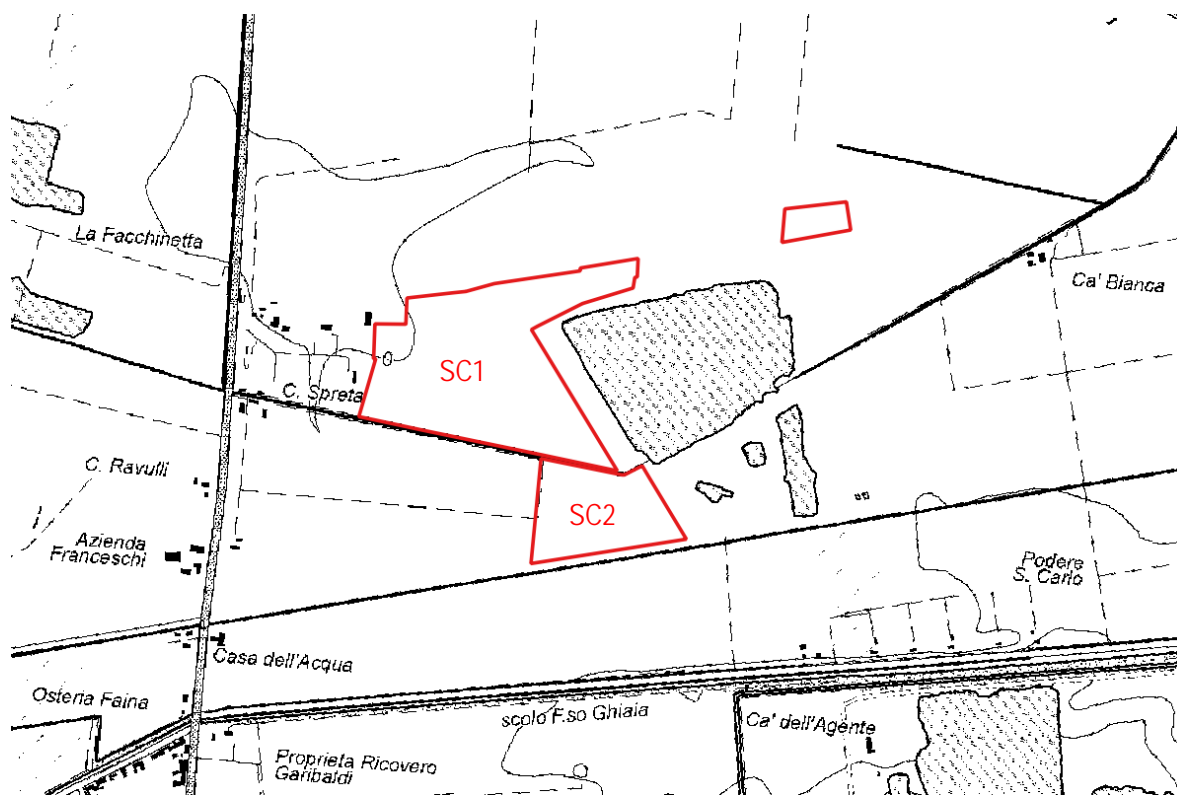 La Facchinetta
Ca' Bianca
SC1
C. Spreta
0
C. Ravulli
SC2
Azienda
Franceschi
Podere
S. Carlo
Casa dell'Acqua
Osteria Faina
scolo F.so Ghiaia
Ca' dell'Agente
Proprieta Ricovero
Garibaldi